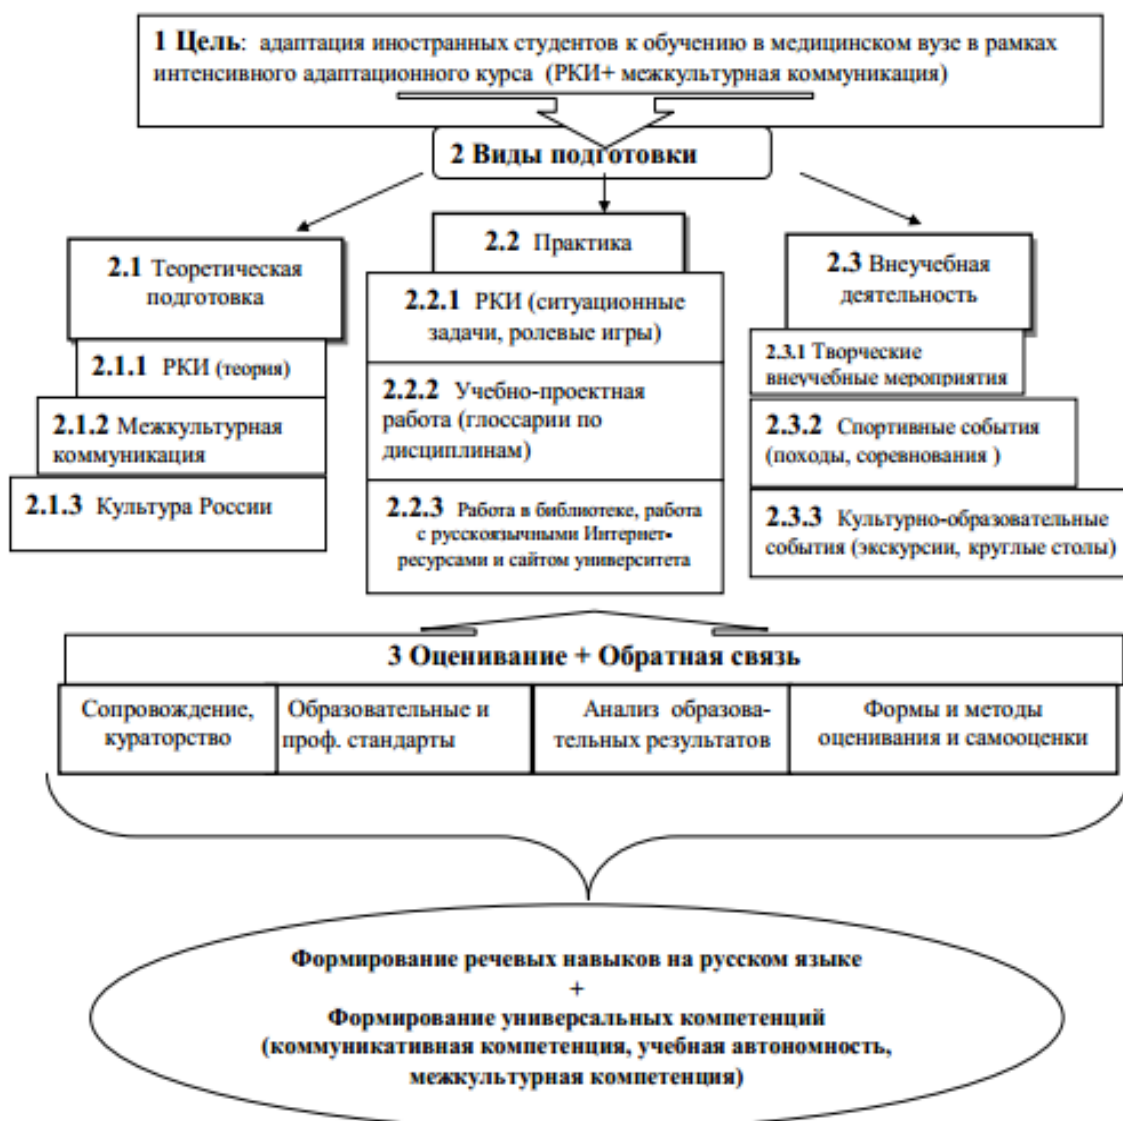 1 Цель: адаптация иностранных студентов к обучению в медицинском вузе в рамках
интенсивного адаптационного курса (РКИ+ межкультурная коммуникация)
2 Виды подготовки
2.1 Теоретическая
подготовка
2.1.1 РКИ (теория)
2.1.2 Межкультурная
коммуникация
2.1.3 Культура России
2.2 Практика
2.2.1 РКИ (ситуационные
задачи, ролевые игры)
2.2.2 Учебно-проектная
работа (глоссарии по
дисциплинам)
2.2.3 Работа в библиотеке, работа
с русскоязычными Интернет-
ресурсами и сайтом университета
2.3 Внеучебная
деятельность
2.3.1 Творческие
внеучебные мероприятия
2.3.2 Спортивные события
(походы, соревнования )
2.3.3 Культурно-образовательные
события (экскурсии, круглые столы)
3 Оценивание + Обратная связь
Сопровождение,
кураторство
Образовательные и
проф. стандарты
Анализ образова-
тельных результатов
Формы и методы
оценивания и самооценки
Формирование речевых навыков на русском языке
+
Формирование универсальных компетенций
(коммуникативная компетенция, учебная автономность,
межкультурная компетенция)